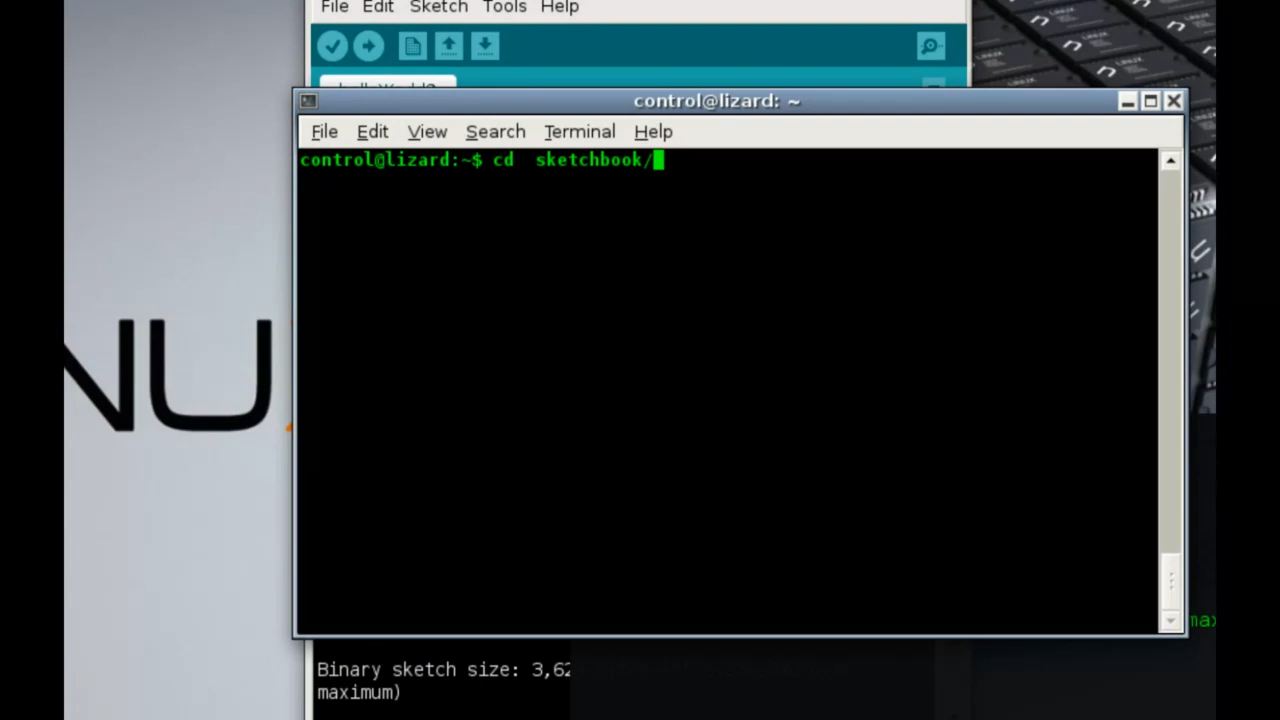 File Edit Sketch Tools Help
control@lizard: ~
File Edit View Search Terminal Help
control@lizard:~$ cd  sketchbook/
NU
max
Binary sketch size: 3,62
maximum)